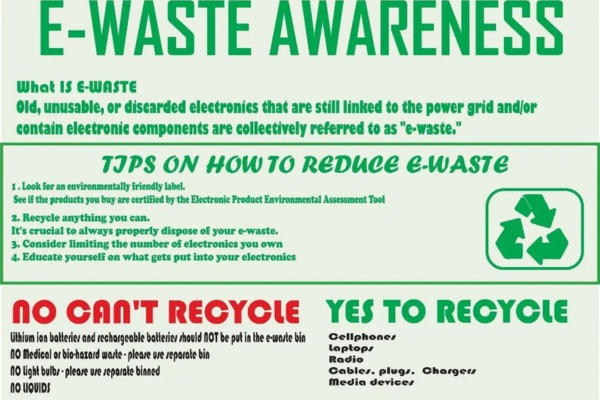 E-WASTE AWARENESS
What IS E-WASTE
Old, unusable, or discarded electronics that are still linked to the power grid and/or
contain electronic components are collectively referred to as "e-waste."
TIPS ON HOW TO REDUCE E-WASTE
1 . Look for an environmentally friendly label.
See if the products you buy are certified by the Electronic Product Environmental Assessment Tool
2. Recycle anything you can.
It's crucial to always properly dispose of your e-waste.
3. Consider limiting the number of electronics you own
4. Educate yourself on what gets put into your electronics
NO CAN'T RECYCLE
Lithium ion batteries and rechargeable batteries should NOT be put in the e-waste bin
NO Medical or bio-hazard waste - please use separate bin
NO Light bulbs - please use separate binned
NO LIQUIDS
YES TO RECYCLE
Cellphones
Laptops
Radio
Cables, plugs, Chargers
Media devices